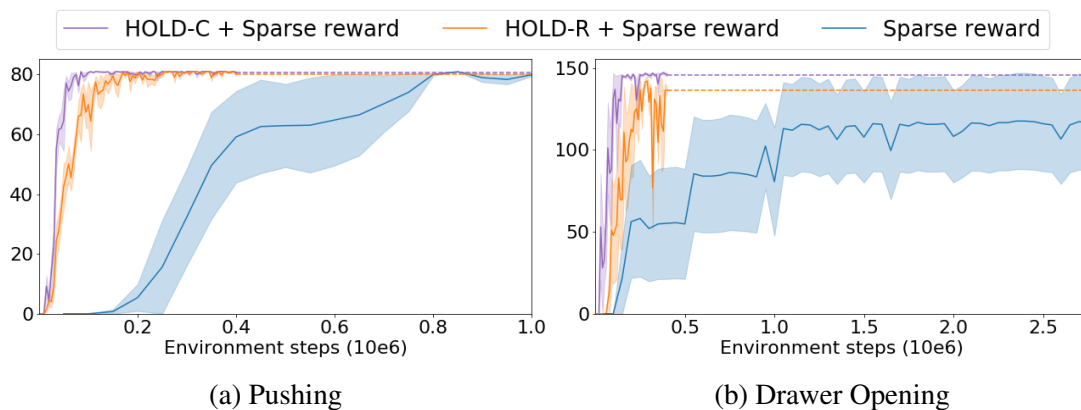 HOLD-C + Sparse reward HOLD-R + Sparse reward Sparse reward
80
60
40
20
0
0.2 0.4 0.6 0.8 1.0
Environment steps (10e6)
(a) Pushing
150
100
50
0
0.5 1.0 1.5 2.0 2.5
Environment steps (10e6)
(b) Drawer Opening